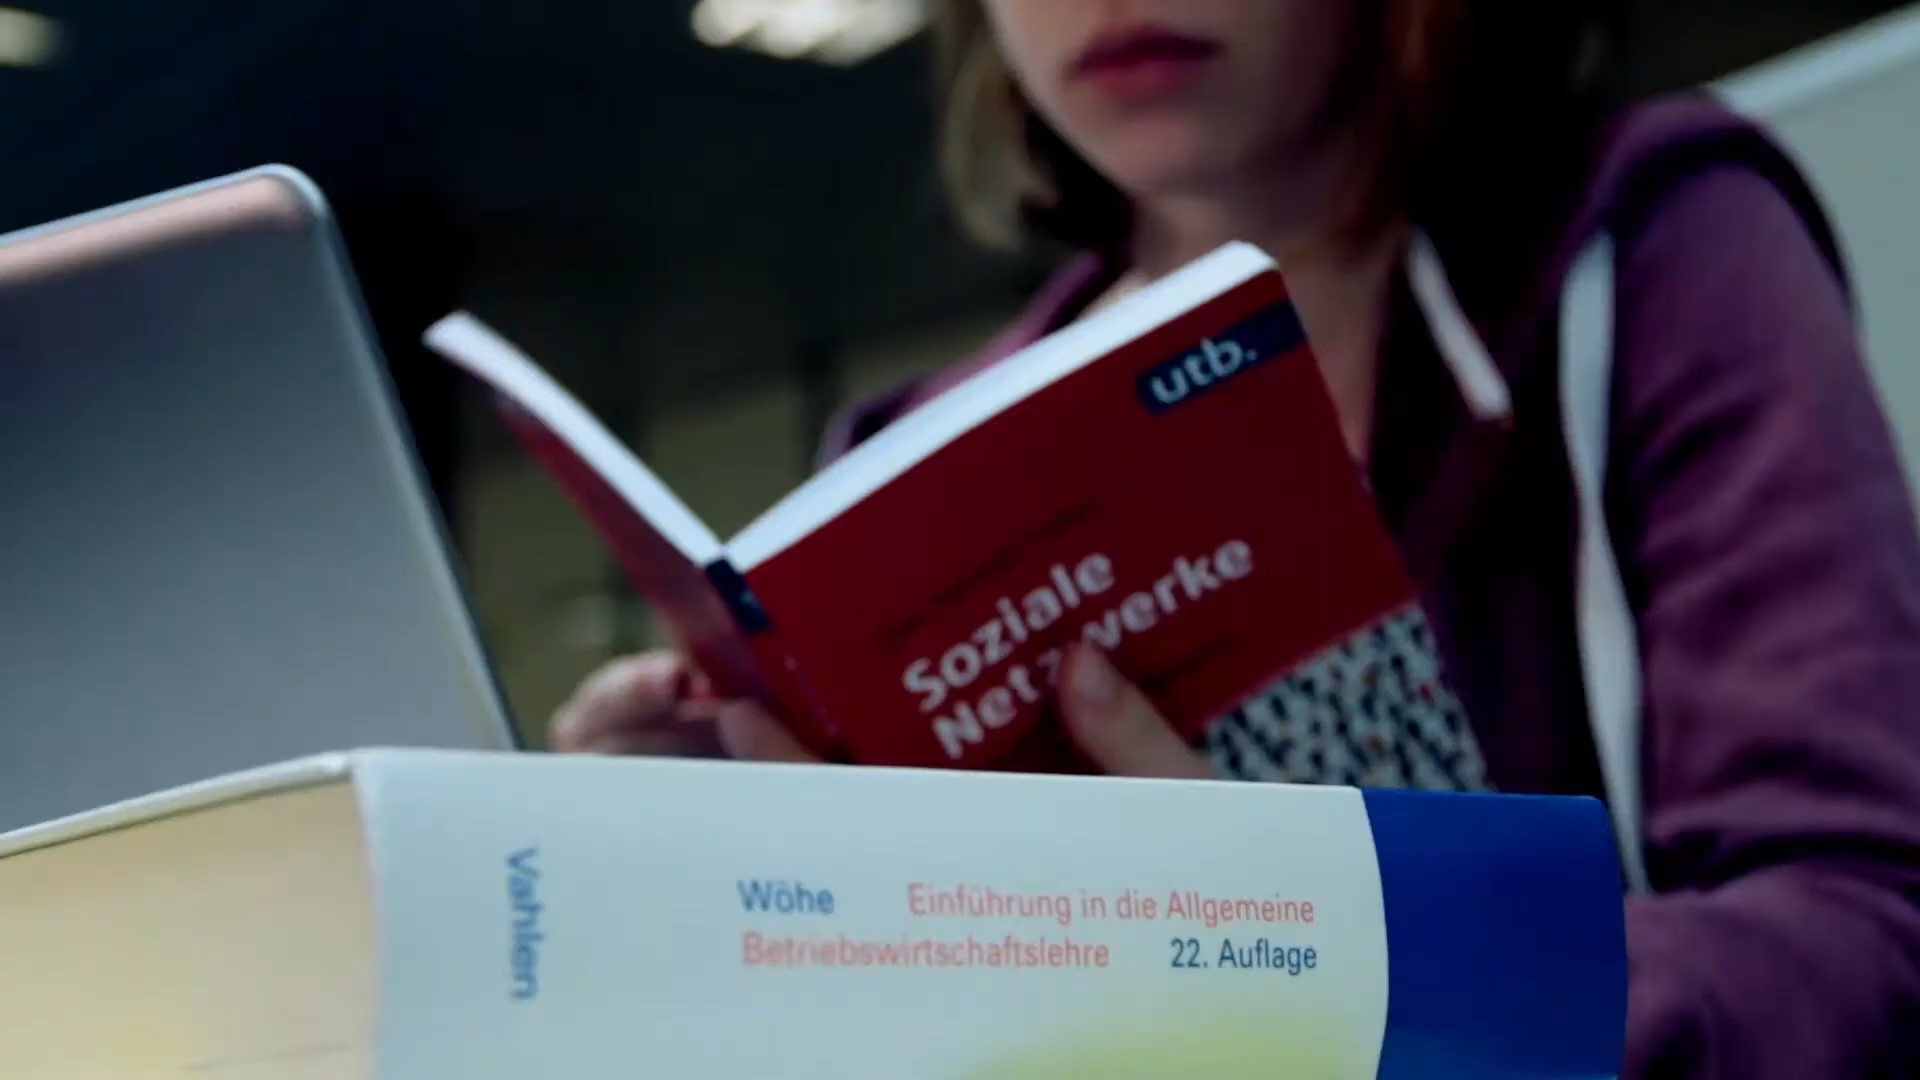 utb.
Soziale
Netzwerke
Vahlen
Wöhe Einführung in die Allgemeine
Betriebswirtschaftslehre 22. Auflage